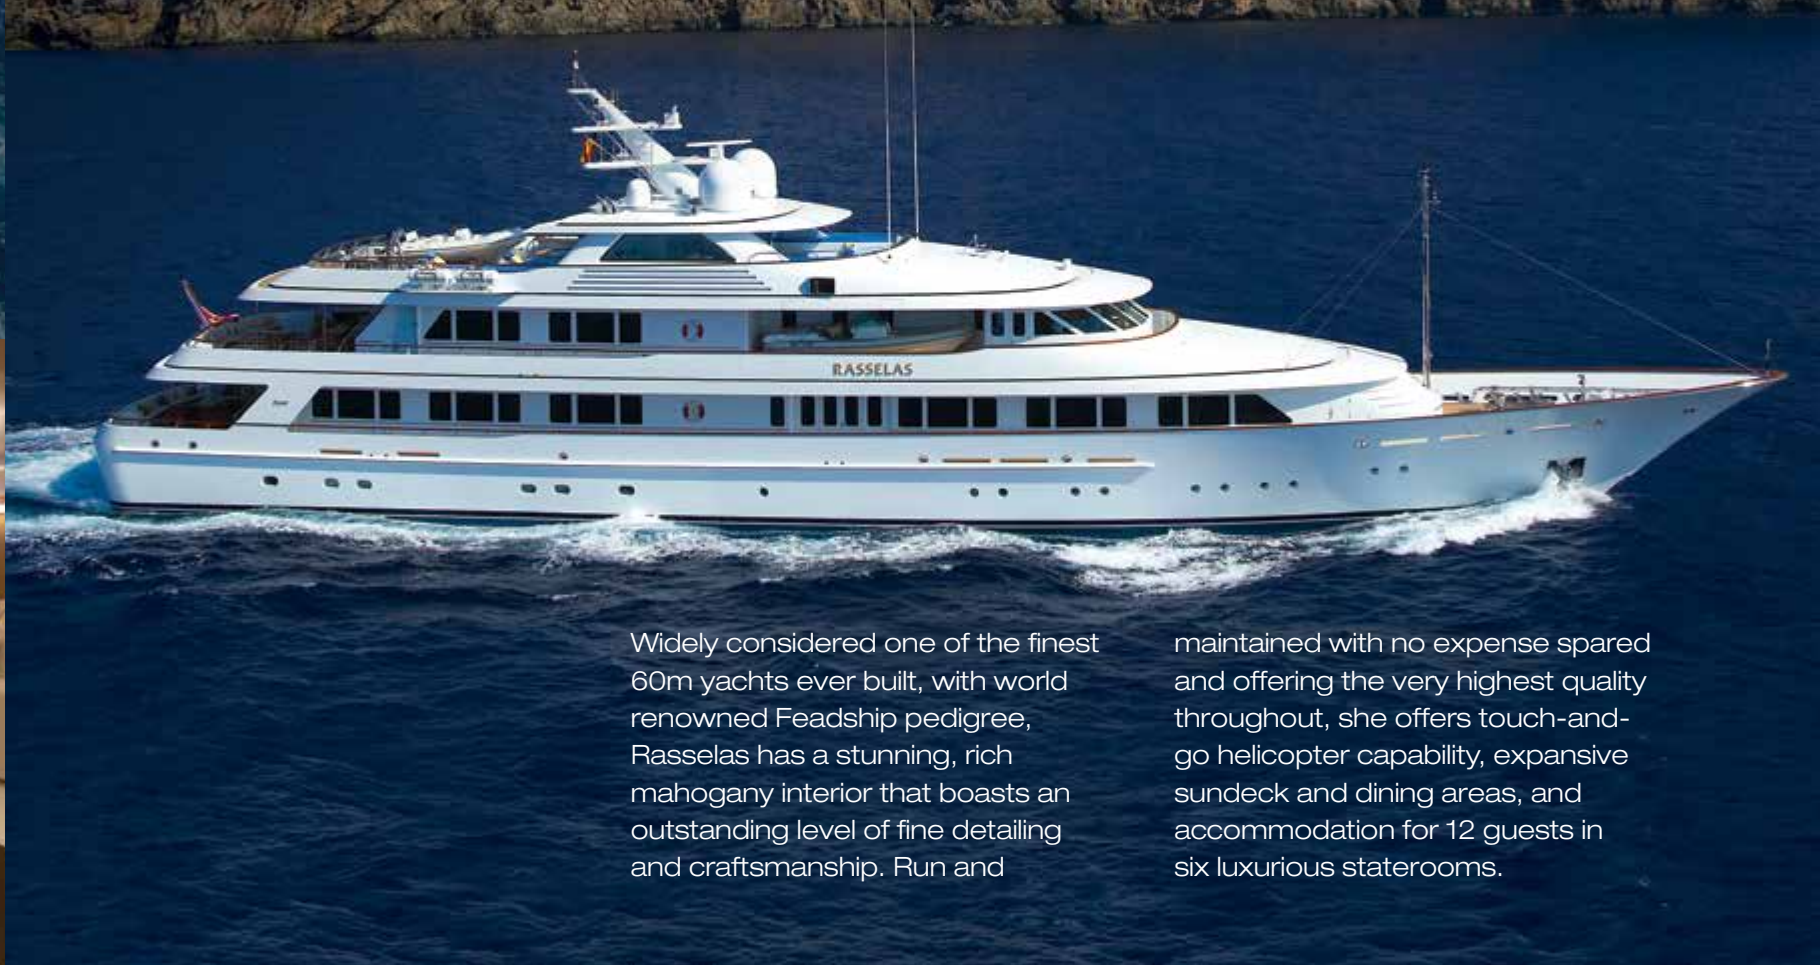 RASSELAS
Widely considered one of the finest
60m yachts ever built, with world
renowned Feadship pedigree,
Rasselas has a stunning, rich
mahogany interior that boasts an
outstanding level of fine detailing
and craftsmanship. Run and
maintained with no expense spared
and offering the very highest quality
throughout, she offers touch-and-
go helicopter capability, expansive
sundeck and dining areas, and
accommodation for 12 guests in
six luxurious staterooms.